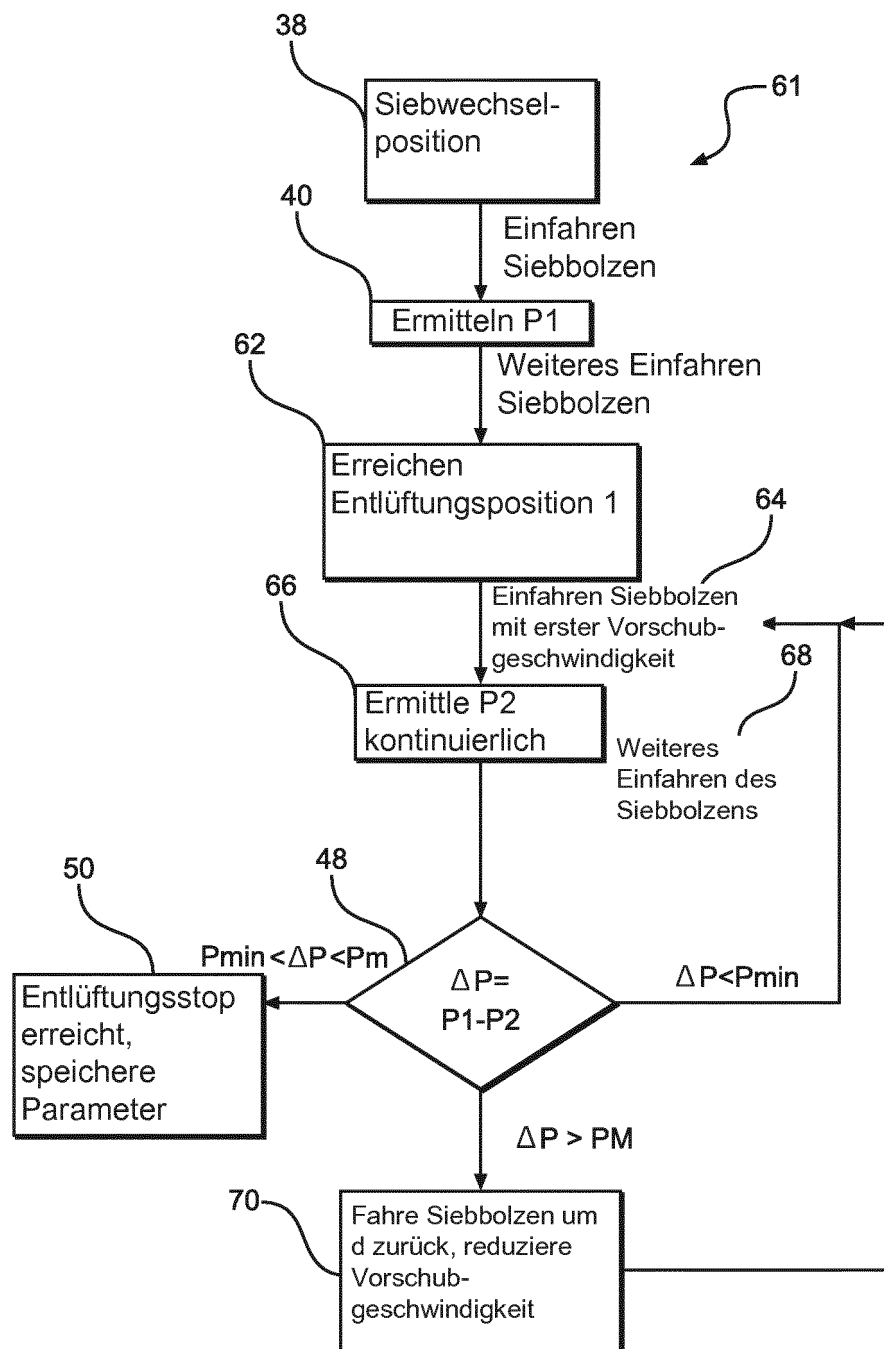 38
Siebwechsel-
position
61
40
Einfahren
Siebbolzen
Ermitteln P1
62
Weiteres Einfahren
Siebbolzen
Erreichen
Entlüftungsposition 1
64
66
Einfahren Siebbolzen
mit erster Vorschub-
geschwindigkeit
68
Ermittle P2
kontinuierlich
Weiteres
Einfahren des
Siebbolzens
50
48
Pmin<ΔP<Pm
ΔP=
P1-P2
ΔP<Pmin
Entlüftungsstop
erreicht,
speichere
Parameter
ΔP > PM
70
Fahre Siebbolzen um
d zurück, reduziere
Vorschub-
geschwindigkeit